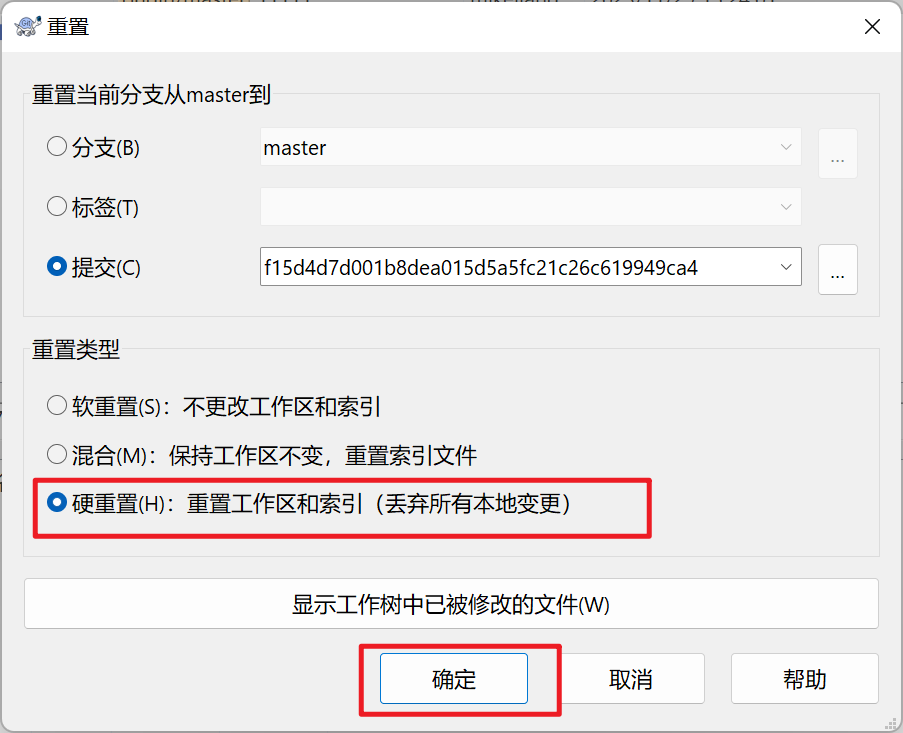 重置
重置当前分支从master到
分支(B)
master
...
标签(T)
提交(C)
f15d4d7d001b8dea015d5a5fc21c26c619949ca4
...
重置类型
软重置(S)：不更改工作区和索引
混合(M)：保持工作区不变，重置索引文件
硬重置(H)：重置工作区和索引（丢弃所有本地变更）
显示工作树中已被修改的文件(W)
确定
取消
帮助